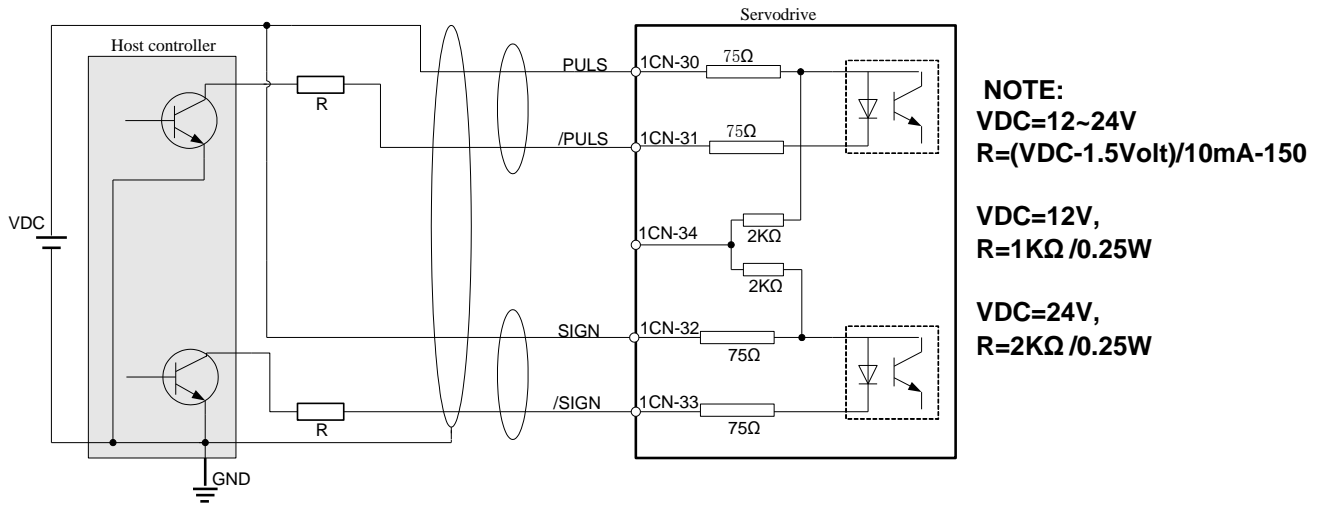 Servodrive
Host controller
PULS
1CN-30
75Ω
R
/PULS
1CN-31
75Ω
VDC
1CN-34
2KΩ
2KΩ
SIGN
1CN-32
75Ω
/SIGN
1CN-33
R
75Ω
GND
NOTE:
VDC=12~24V
R=(VDC-1.5Volt)/10mA-150
VDC=12V,
R=1KΩ /0.25W
VDC=24V,
R=2KΩ /0.25W